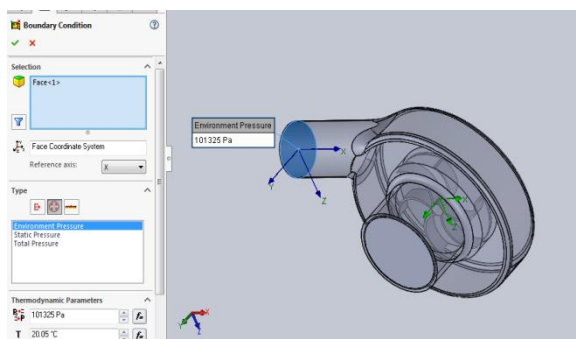 Boundary Condition
Selection
Face<1>
Face Coordinate System
Reference axis: X
Type
Environment Pressure
Static Pressure
Total Pressure
Thermodynamic Parameters
101325 Pa
T 20.05 °C
Environment Pressure
101325 Pa
X
Y
Z
X
Z
X
Y
Z